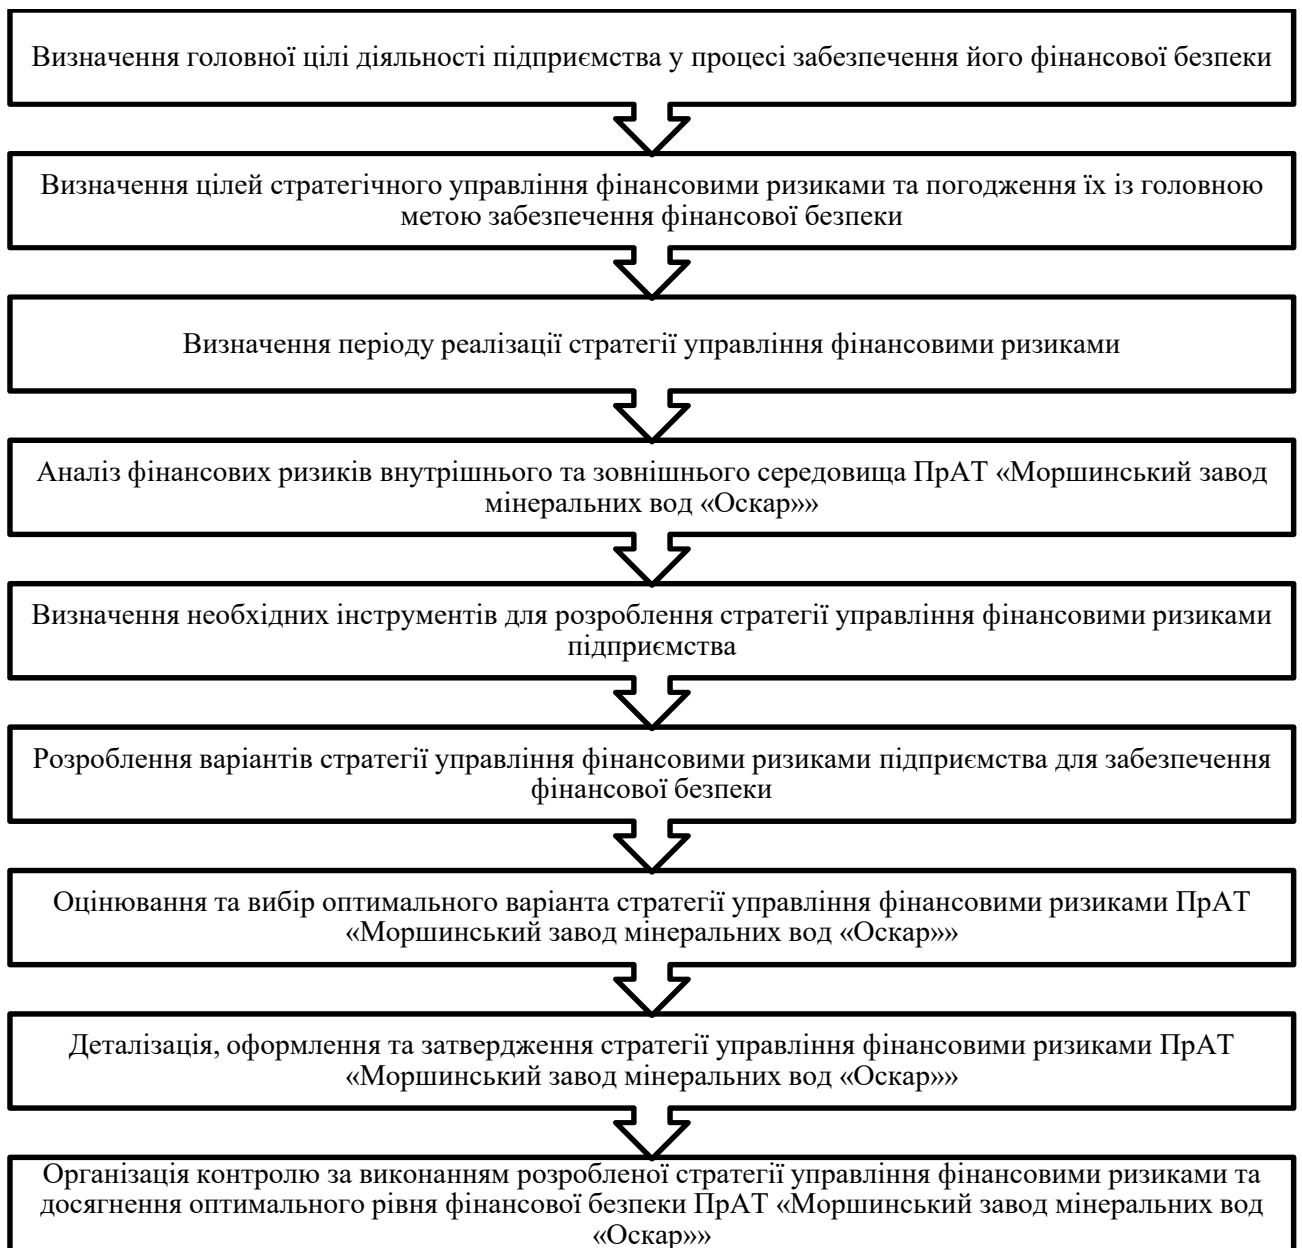 Визначення головної цілі діяльності підприємства у процесі забезпечення його фінансової безпеки
Визначення цілей стратегічного управління фінансовими ризиками та погодження їх із головною
метою забезпечення фінансової безпеки
Визначення періоду реалізації стратегії управління фінансовими ризиками
Аналіз фінансових ризиків внутрішнього та зовнішнього середовища ПрАТ «Моршинський завод
мінеральних вод «Оскар»»
Визначення необхідних інструментів для розроблення стратегії управління фінансовими ризиками
підприємства
Розроблення варіантів стратегії управління фінансовими ризиками підприємства для забезпечення
фінансової безпеки
Оцінювання та вибір оптимального варіанта стратегії управління фінансовими ризиками ПрАТ
«Моршинський завод мінеральних вод «Оскар»»
Деталізація, оформлення та затвердження стратегії управління фінансовими ризиками ПрАТ
«Моршинський завод мінеральних вод «Оскар»»
Організація контролю за виконанням розробленої стратегії управління фінансовими ризиками та
досягнення оптимального рівня фінансової безпеки ПрАТ «Моршинський завод мінеральних вод
«Оскар»»